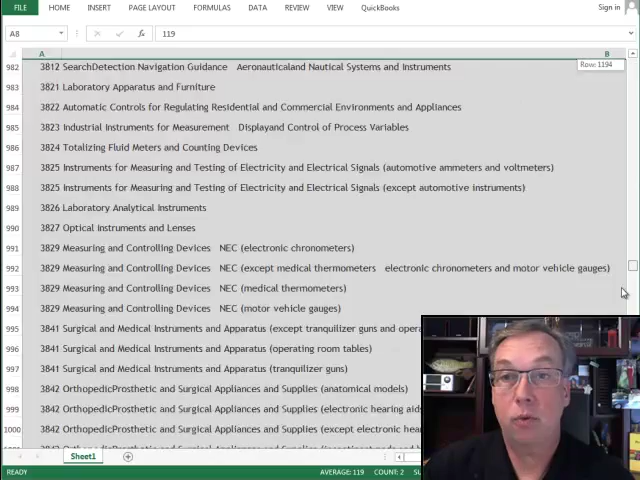 FILE HOME INSERT PAGE LAYOUT FORMULAS DATA REVIEW VIEW QuickBooks Sign in
A8 fx 119
A B
Row: 1194
982 3812 SearchDetection Navigation Guidance Aeronauticaland Nautical Systems and Instruments
983 3821 Laboratory Apparatus and Furniture
984 3822 Automatic Controls for Regulating Residential and Commercial Environments and Appliances
985 3823 Industrial Instruments for Measurement Displayand Control of Process Variables
986 3824 Totalizing Fluid Meters and Counting Devices
987 3825 Instruments for Measuring and Testing of Electricity and Electrical Signals (automotive ammeters and voltmeters)
988 3825 Instruments for Measuring and Testing of Electricity and Electrical Signals (except automotive instruments)
989 3826 Laboratory Analytical Instruments
990 3827 Optical Instruments and Lenses
991 3829 Measuring and Controlling Devices NEC (electronic chronometers)
992 3829 Measuring and Controlling Devices NEC (except medical thermometers electronic chronometers and motor vehicle gauges)
993 3829 Measuring and Controlling Devices NEC (medical thermometers)
994 3829 Measuring and Controlling Devices NEC (motor vehicle gauges)
995 3841 Surgical and Medical Instruments and Apparatus (except tranquilizer guns and opera
996 3841 Surgical and Medical Instruments and Apparatus (operating room tables)
997 3841 Surgical and Medical Instruments and Apparatus (tranquilizer guns)
998 3842 OrthopedicProsthetic and Surgical Appliances and Supplies (anatomical models)
999 3842 OrthopedicProsthetic and Surgical Appliances and Supplies (electronic hearing aids
1000 3842 OrthopedicProsthetic and Surgical Appliances and Supplies (except electronic hear
Sheet1
READY AVERAGE: 119 COUNT: 2 SU